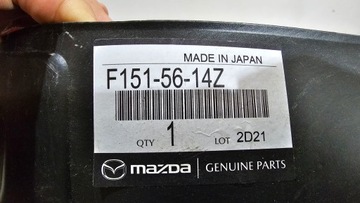 MADE IN JAPAN
F151-56-14Z
QTY 1 LOT 2D21
mazda GENUINE PARTS